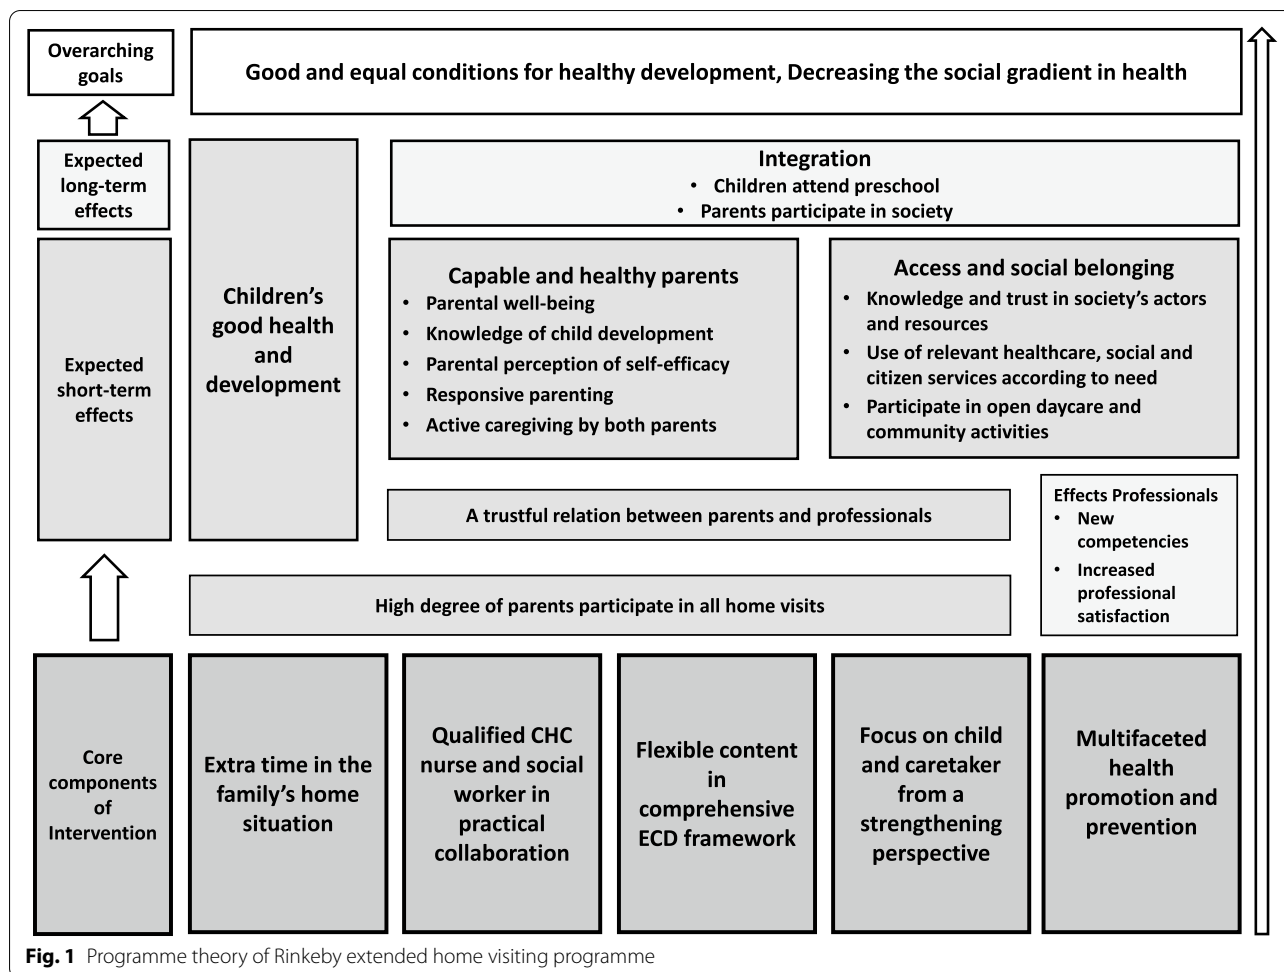 Overarching
goals
Good and equal conditions for healthy development, Decreasing the social gradient in health
Expected
long-term
effects
Children's
good health
and
development
Integration
• Children attend preschool
• Parents participate in society
Expected
short-term
effects
Capable and healthy parents
• Parental well-being
• Knowledge of child development
• Parental perception of self-efficacy
• Responsive parenting
• Active caregiving by both parents
Access and social belonging
• Knowledge and trust in society's actors
and resources
• Use of relevant healthcare, social and
citizen services according to need
• Participate in open daycare and
community activities
A trustful relation between parents and professionals
Effects Professionals
• New
competencies
• Increased
professional
satisfaction
High degree of parents participate in all home visits
Core
components
of
Intervention
Extra time in the
family's home
situation
Qualified CHC
nurse and social
worker in
practical
collaboration
Flexible content
in
comprehensive
ECD framework
Focus on child
and caretaker
from a
strengthening
perspective
Multifaceted
health
promotion and
prevention
Fig. 1 Programme theory of Rinkeby extended home visiting programme